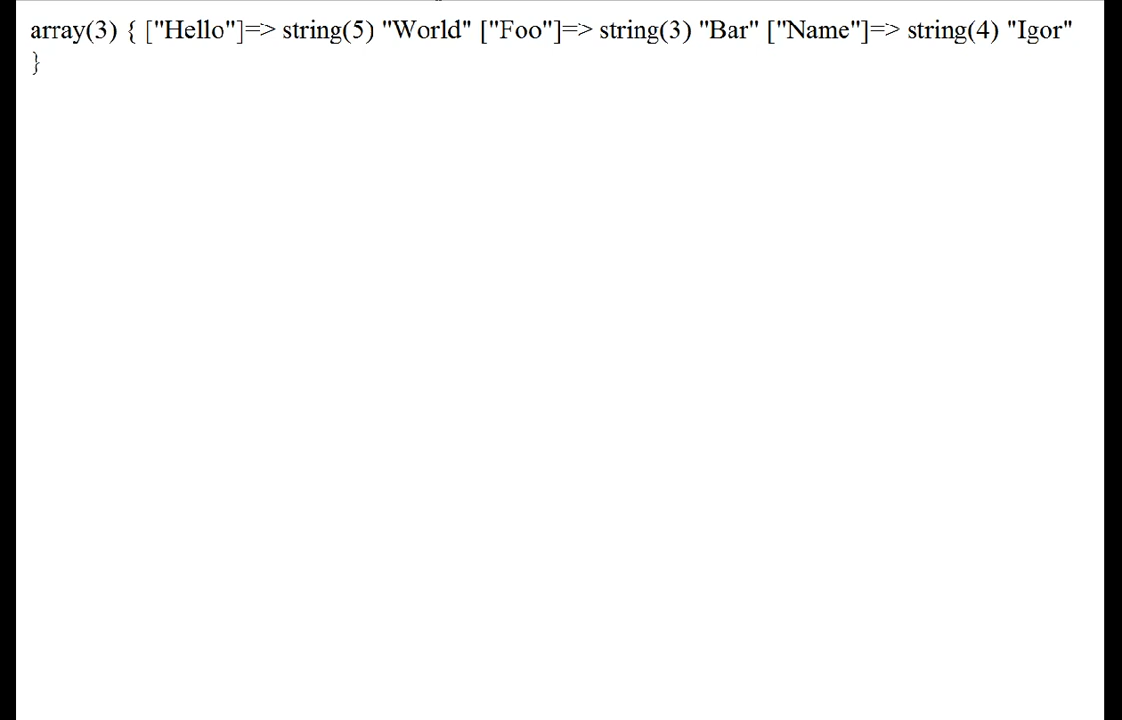 array(3) { ["Hello"]=> string(5) "World" ["Foo"]=> string(3) "Bar" ["Name"]=> string(4) "Igor"
}